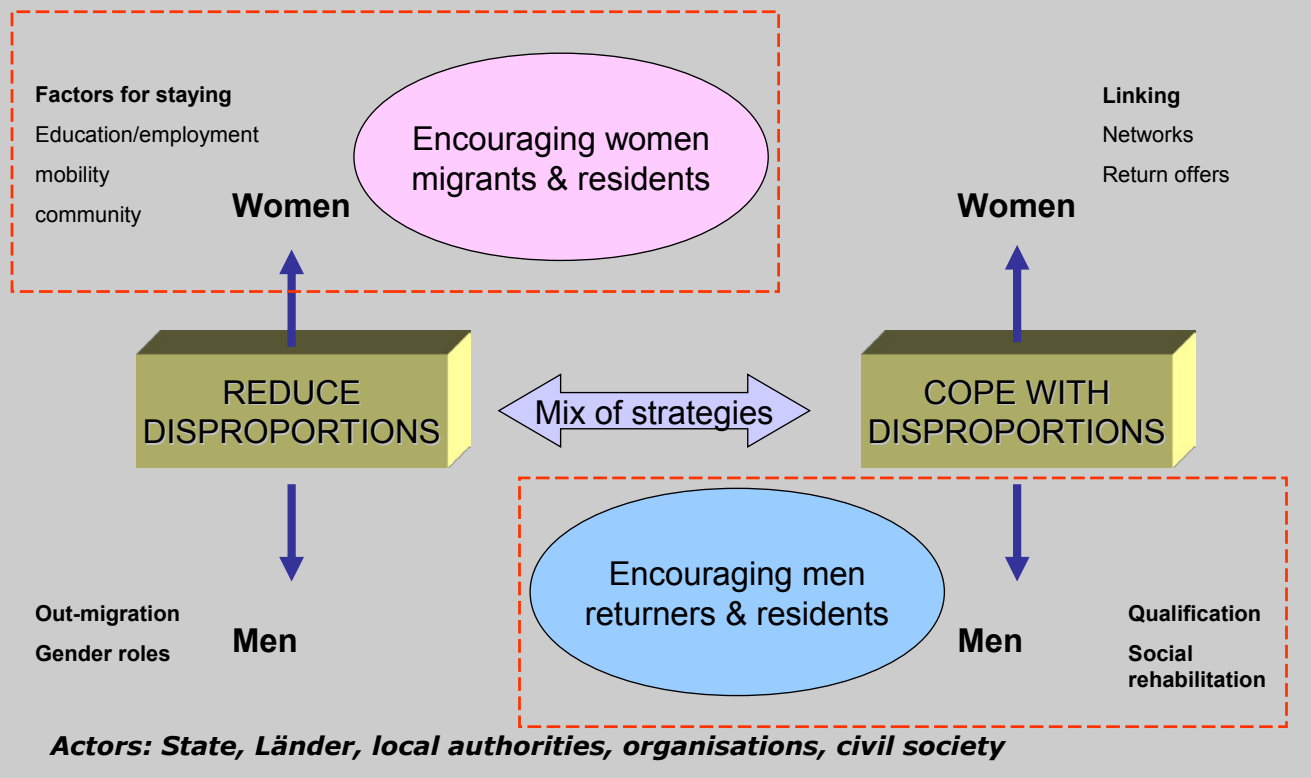 Factors for staying
Education/employment
mobility
community
Women
Encouraging women
migrants & residents
Linking
Networks
Return offers
Women
REDUCE
DISPROPORTIONS
Mix of strategies
COPE WITH
DISPROPORTIONS
Out-migration
Gender roles
Men
Encouraging men
returners & residents
Men
Qualification
Social
rehabilitation
Actors: State, Länder, local authorities, organisations, civil society